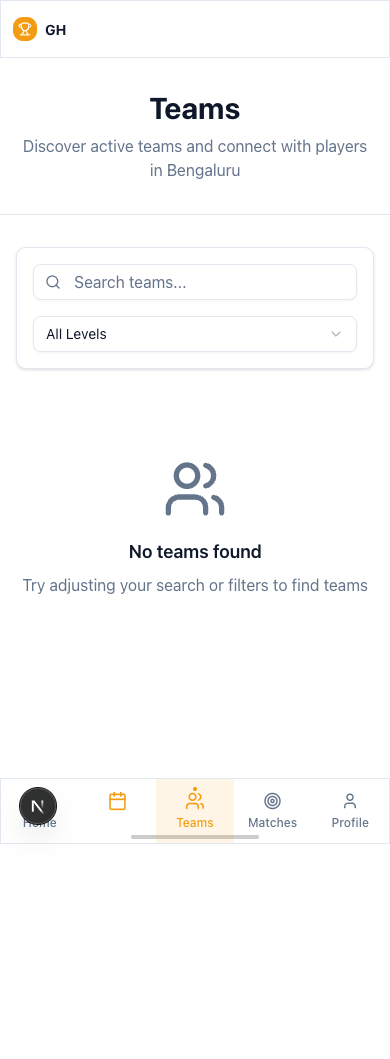 GH
Teams
Discover active teams and connect with players
in Bengaluru
Search teams...
All Levels
No teams found
Try adjusting your search or filters to find teams
N
Home
Teams
Matches
Profile